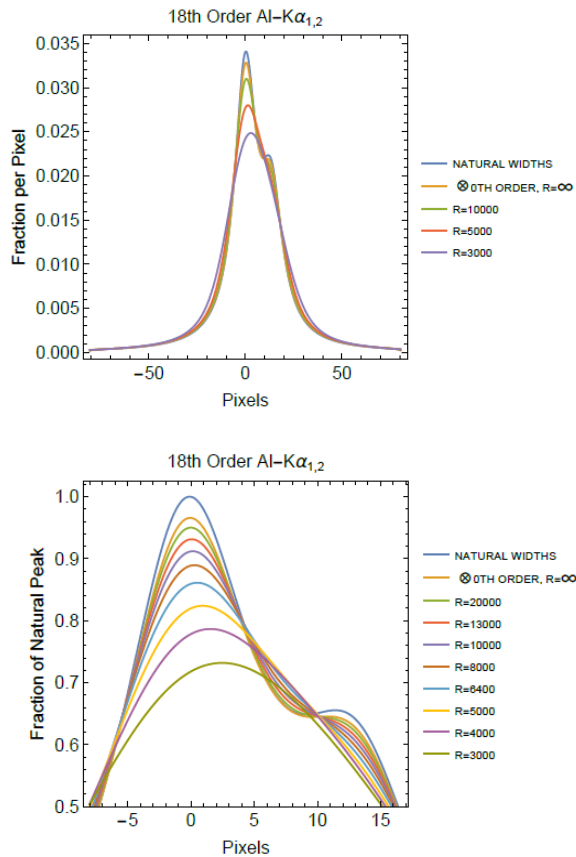 18th Order Al–Kα1,2
0.035
0.030
0.025
0.020
0.015
0.010
0.005
0.000
Fraction per Pixel
−50
0
50
Pixels
NATURAL WIDTHS
⊗0TH ORDER, R=∞
R=10000
R=5000
R=3000
18th Order Al–Kα1,2
1.0
0.9
0.8
0.7
0.6
0.5
Fraction of Natural Peak
−5
0
5
10
15
Pixels
NATURAL WIDTHS
⊗0TH ORDER, R=∞
R=20000
R=13000
R=10000
R=8000
R=6400
R=5000
R=4000
R=3000